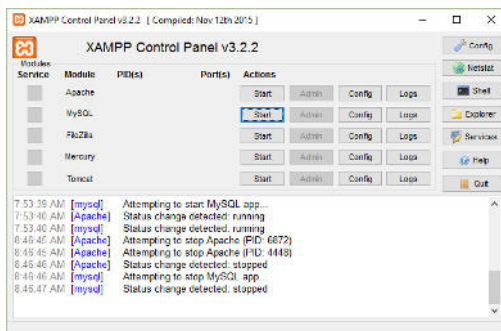 XAMPP Control Panel v3.2.2 [ Compiled: Nov 12th 2015 ]
XAMPP Control Panel v3.2.2
Config
Modules
Service Module PID(s) Port(s) Actions
Netstat
Apache Start Admin Config Logs
Shell
MySQL Start Admin Config Logs
Explorer
FileZilla Start Admin Config Logs
Services
Mercury Start Admin Config Logs
Help
Tomcat Start Admin Config Logs
Quit
7:53:39 AM [mysql] Attempting to start MySQL app...
7:53:40 AM [Apache] Status change detected: running
7:53:40 AM [mysql] Status change detected: running
8:46:45 AM [Apache] Attempting to stop Apache (PID: 6872)
8:46:45 AM [Apache] Attempting to stop Apache (PID: 4448)
8:46:46 AM [Apache] Status change detected: stopped
8:46:46 AM [mysql] Attempting to stop MySQL app
8:46:47 AM [mysql] Status change detected: stopped